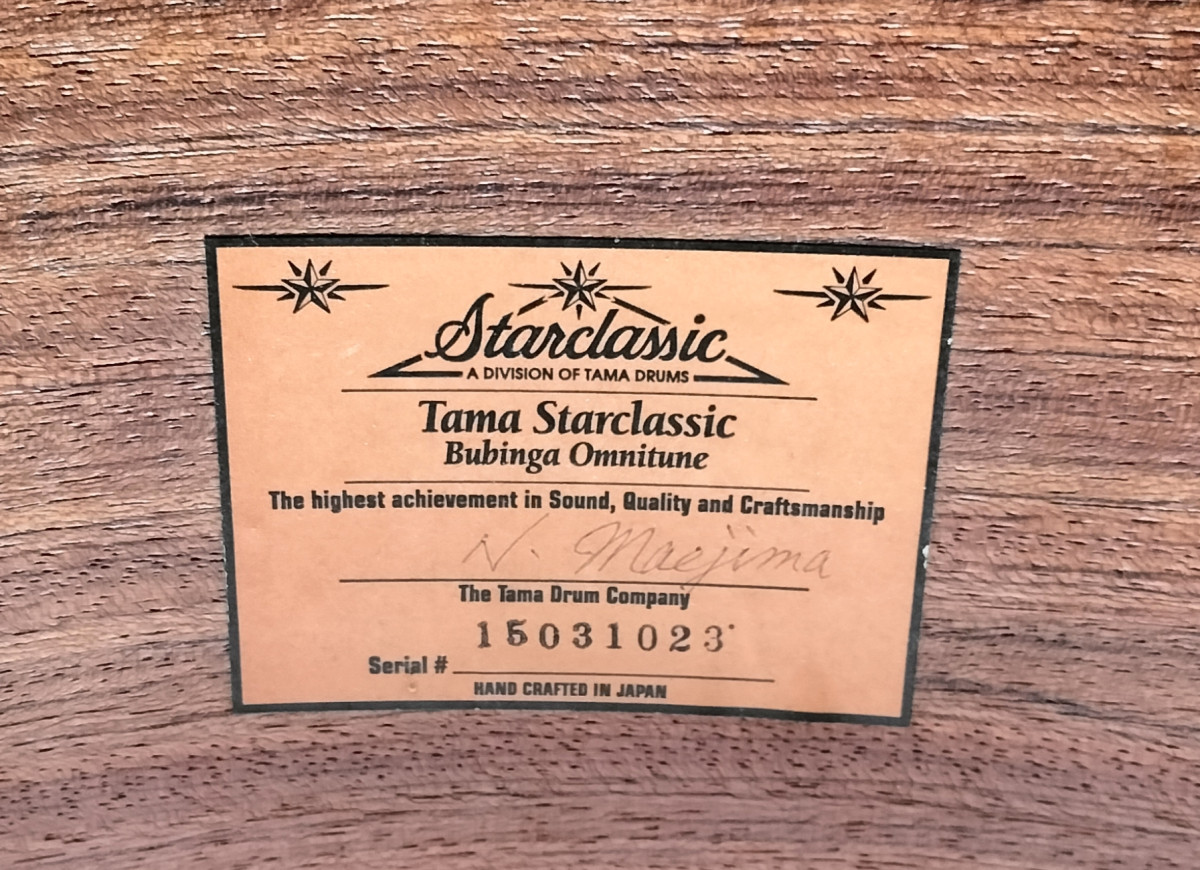 Starclassic
A DIVISION OF TAMA DRUMS
Tama Starclassic
Bubinga Omnitune
The highest achievement in Sound, Quality and Craftsmanship
N. Maejima
The Tama Drum Company
15031023
Serial #
HAND CRAFTED IN JAPAN